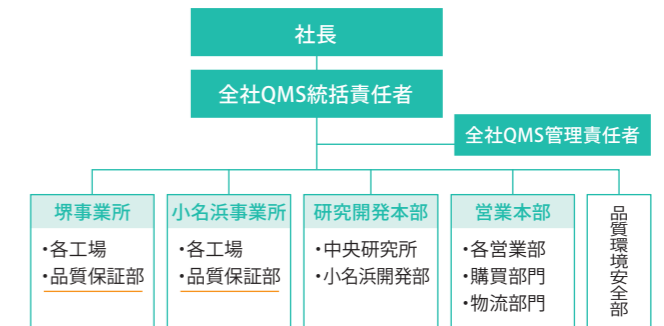 社長
全社QMS統括責任者
全社QMS管理責任者
堺事業所
・各工場
・品質保証部
小名浜事業所
・各工場
・品質保証部
研究開発本部
・中央研究所
・小名浜開発部
営業本部
・各営業部
・購買部門
・物流部門
品質環境安全部